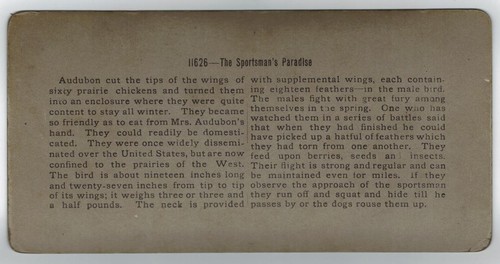 11626—The Sportsman's Paradise
Audubon cut the tips of the wings of
sixty prairie chickens and turned them
into an enclosure where they were quite
content to stay all winter. They became
so friendly as to eat from Mrs. Audubon's
hand. They could readily be domesti-
cated. They were once widely dissemi-
nated over the United States, but are now
confined to the prairies of the West.
The bird is about nineteen inches long
and twenty-seven inches from tip to tip
of its wings; it weighs three or three and
a half pounds. The neck is provided
with supplemental wings, each contain-
ing eighteen feathers—in the male bird.
The males fight with great fury among
themselves in the spring. One who has
watched them in a series of battles said
that when they had finished he could
have picked up a hatful of feathers which
they had torn from one another. They
feed upon berries, seeds and insects.
Their flight is strong and regular and can
be maintained even for miles. If they
observe the approach of the sportsman
they run off and squat and hide till he
passes by or the dogs rouse them up.